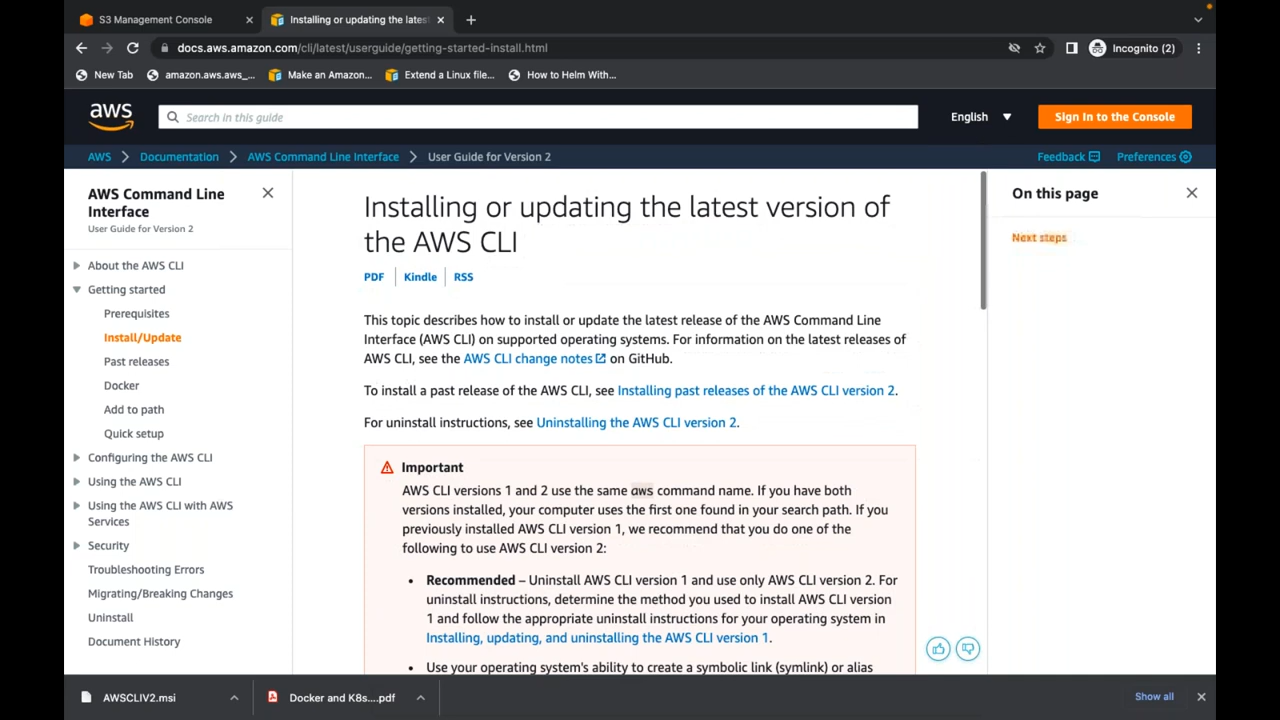 S3 Management Console
Installing or updating the latest
docs.aws.amazon.com/cli/latest/userguide/getting-started-install.html
Incognito (2)
New Tab
amazon.aws.aws_...
Make an Amazon...
Extend a Linux file...
How to Helm With...
aws
Search in this guide
English
Sign In to the Console
AWS
Documentation
AWS Command Line Interface
User Guide for Version 2
Feedback
Preferences
AWS Command Line
Interface
User Guide for Version 2
About the AWS CLI
Getting started
Prerequisites
Install/Update
Past releases
Docker
Add to path
Quick setup
Configuring the AWS CLI
Using the AWS CLI
Using the AWS CLI with AWS
Services
Security
Troubleshooting Errors
Migrating/Breaking Changes
Uninstall
Document History
Installing or updating the latest version of
the AWS CLI
PDF
Kindle
RSS
This topic describes how to install or update the latest release of the AWS Command Line
Interface (AWS CLI) on supported operating systems. For information on the latest releases of
AWS CLI, see the AWS CLI change notes on GitHub.
To install a past release of the AWS CLI, see Installing past releases of the AWS CLI version 2.
For uninstall instructions, see Uninstalling the AWS CLI version 2.
Important
AWS CLI versions 1 and 2 use the same aws command name. If you have both
versions installed, your computer uses the first one found in your search path. If you
previously installed AWS CLI version 1, we recommend that you do one of the
following to use AWS CLI version 2:
• Recommended – Uninstall AWS CLI version 1 and use only AWS CLI version 2. For
uninstall instructions, determine the method you used to install AWS CLI version
1 and follow the appropriate uninstall instructions for your operating system in
Installing, updating, and uninstalling the AWS CLI version 1.
• Use your operating system's ability to create a symbolic link (symlink) or alias
On this page
Next steps
AWSCLIV2.msi
Docker and K8s....pdf
Show all